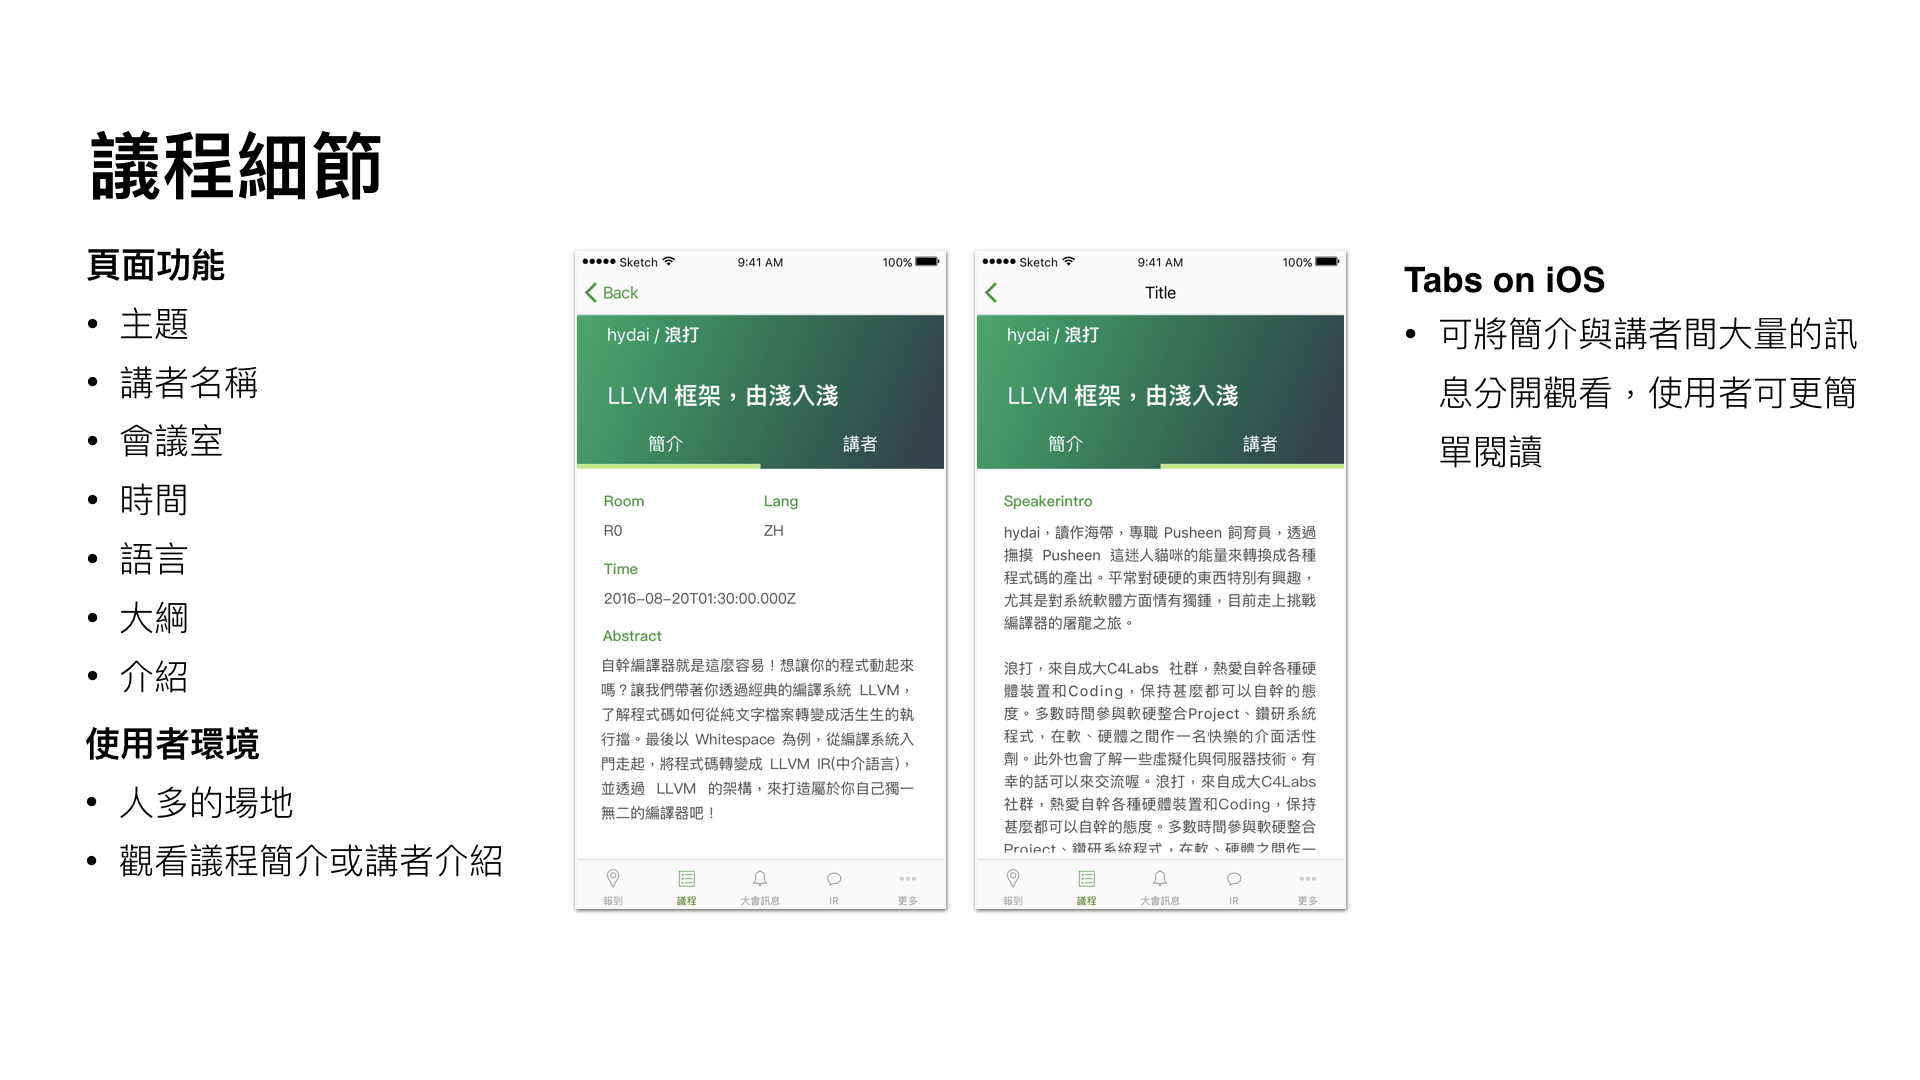 議程細節
頁面功能
• 主題
• 講者名稱
• 會議室
• 時間
• 語言
• 大綱
• 介紹
使用者環境
• 人多的場地
• 觀看議程簡介或講者介紹
Sketch 9:41 AM 100%
Back
hydai / 浪打
LLVM 框架，由淺入淺
簡介 講者
Room Lang
R0 ZH
Time
2016-08-20T01:30:00.000Z
Abstract
自幹編譯器就是這麼容易！想讓你的程式動起來
嗎？讓我們帶著你透過經典的編譯系統 LLVM，
了解程式碼如何從純文字檔案轉變成活生生的執
行擋。最後以 Whitespace 為例，從編譯系統入
門走起，將程式碼轉變成 LLVM IR(中介語言)，
並透過 LLVM 的架構，來打造屬於你自己獨一
無二的編譯器吧！
報到 議程 大會訊息 IR 更多
Sketch 9:41 AM 100%
Title
hydai / 浪打
LLVM 框架，由淺入淺
簡介 講者
Speakerintro
hydai，讀作海帶，專職 Pusheen 飼育員，透過
撫摸 Pusheen 這迷人貓咪的能量來轉換成各種
程式碼的產出。平常對硬硬的東西特別有興趣，
尤其是對系統軟體方面情有獨鍾，目前走上挑戰
編譯器的屠龍之旅。
浪打，來自成大C4Labs 社群，熱愛自幹各種硬
體裝置和Coding，保持甚麼都可以自幹的態
度。多數時間參與軟硬整合Project、鑽研系統
程式，在軟、硬體之間作一名快樂的介面活性
劑。此外也會了解一些虛擬化與伺服器技術。有
幸的話可以來交流喔。浪打，來自成大C4Labs
社群，熱愛自幹各種硬體裝置和Coding，保持
甚麼都可以自幹的態度。多數時間參與軟硬整合
Project、鑽研系統程式，在軟、硬體之間作一
報到 議程 大會訊息 IR 更多
Tabs on iOS
• 可將簡介與講者間大量的訊
息分開觀看，使用者可更簡
單閱讀